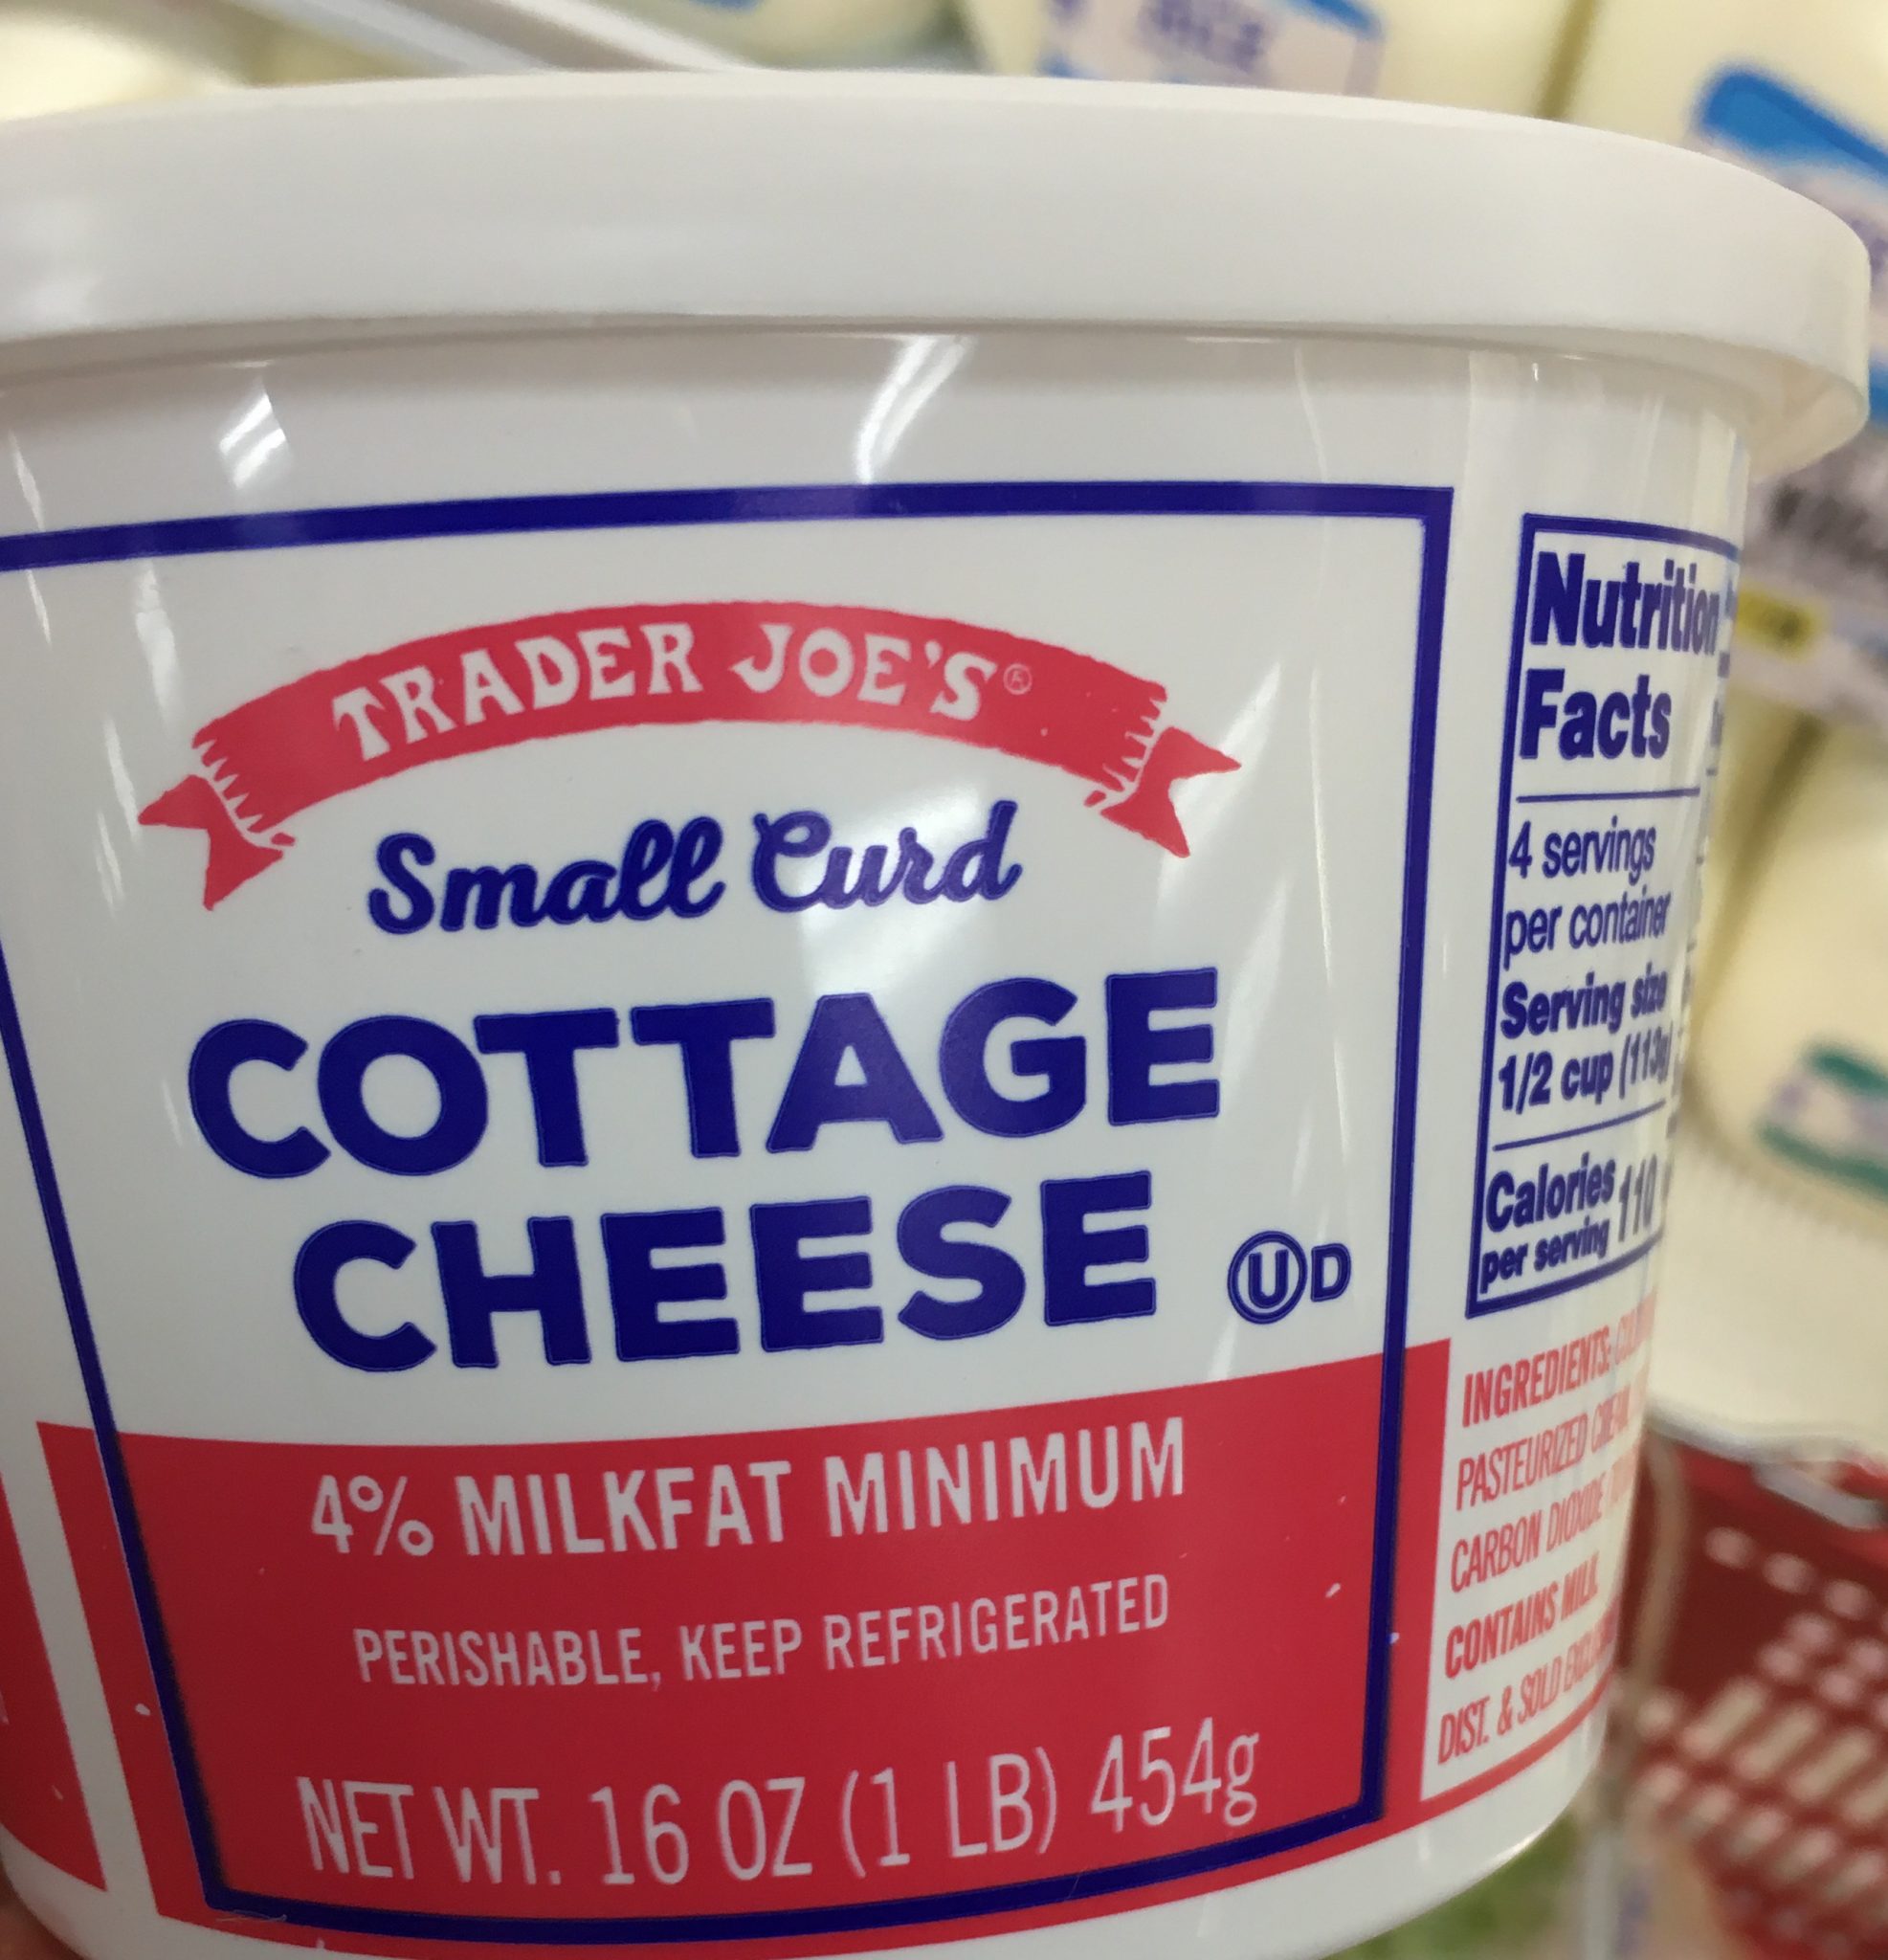 TRADER JOE'S®
Small Curd
COTTAGE
CHEESE
Ⓤ D
4% MILKFAT MINIMUM
PERISHABLE, KEEP REFRIGERATED
NET WT. 16 OZ (1 LB) 454g
Nutrition
Facts
4 servings
per container
Serving size
1/2 cup (113g)
Calories 110
per serving
INGREDIENTS:
PASTEURIZED
CARBON DIOXIDE
CONTAINS MILK.
DIST. & SOLD